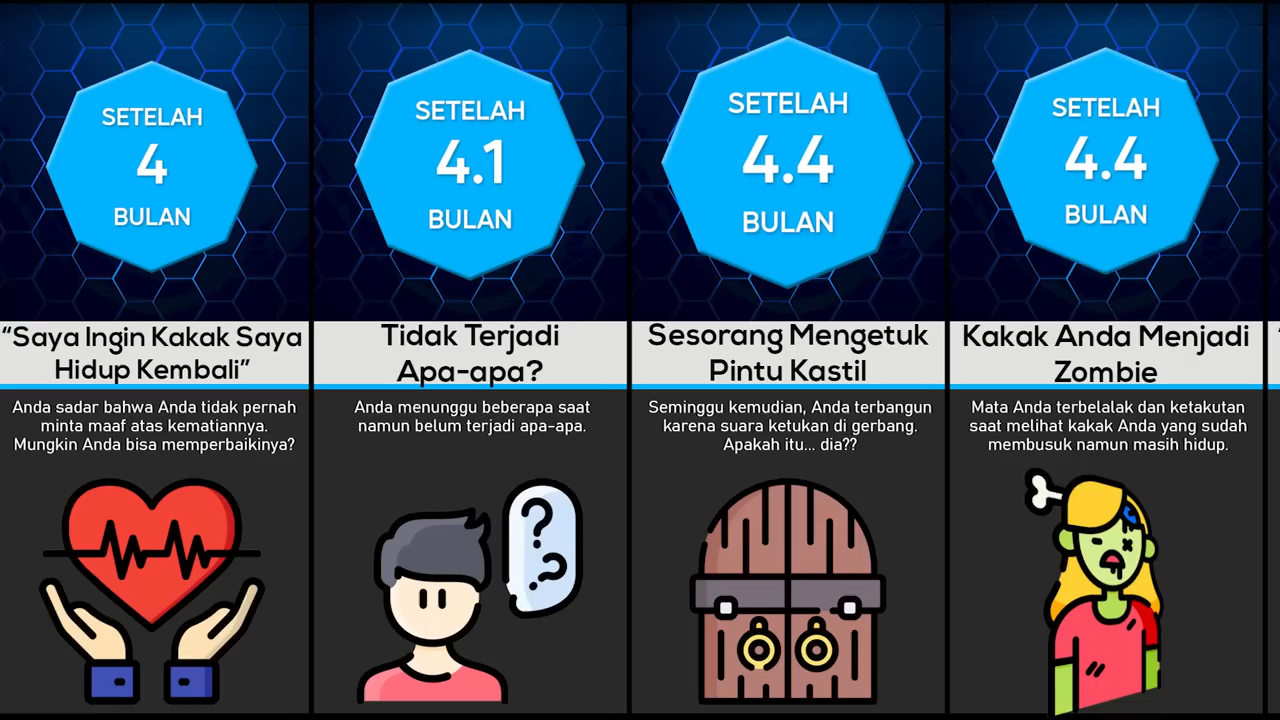 SETELAH
4
BULAN
“Saya Ingin Kakak Saya
Hidup Kembali”
Anda sadar bahwa Anda tidak pernah
minta maaf atas kematiannya.
Mungkin Anda bisa memperbaikinya?
SETELAH
4.1
BULAN
Tidak Terjadi
Apa-apa?
Anda menunggu beberapa saat
namun belum terjadi apa-apa.
SETELAH
4.4
BULAN
Sesorang Mengetuk
Pintu Kastil
Seminggu kemudian, Anda terbangun
karena suara ketukan di gerbang.
Apakah itu... dia??
SETELAH
4.4
BULAN
Kakak Anda Menjadi
Zombie
Mata Anda terbelalak dan ketakutan
saat melihat kakak Anda yang sudah
membusuk namun masih hidup.